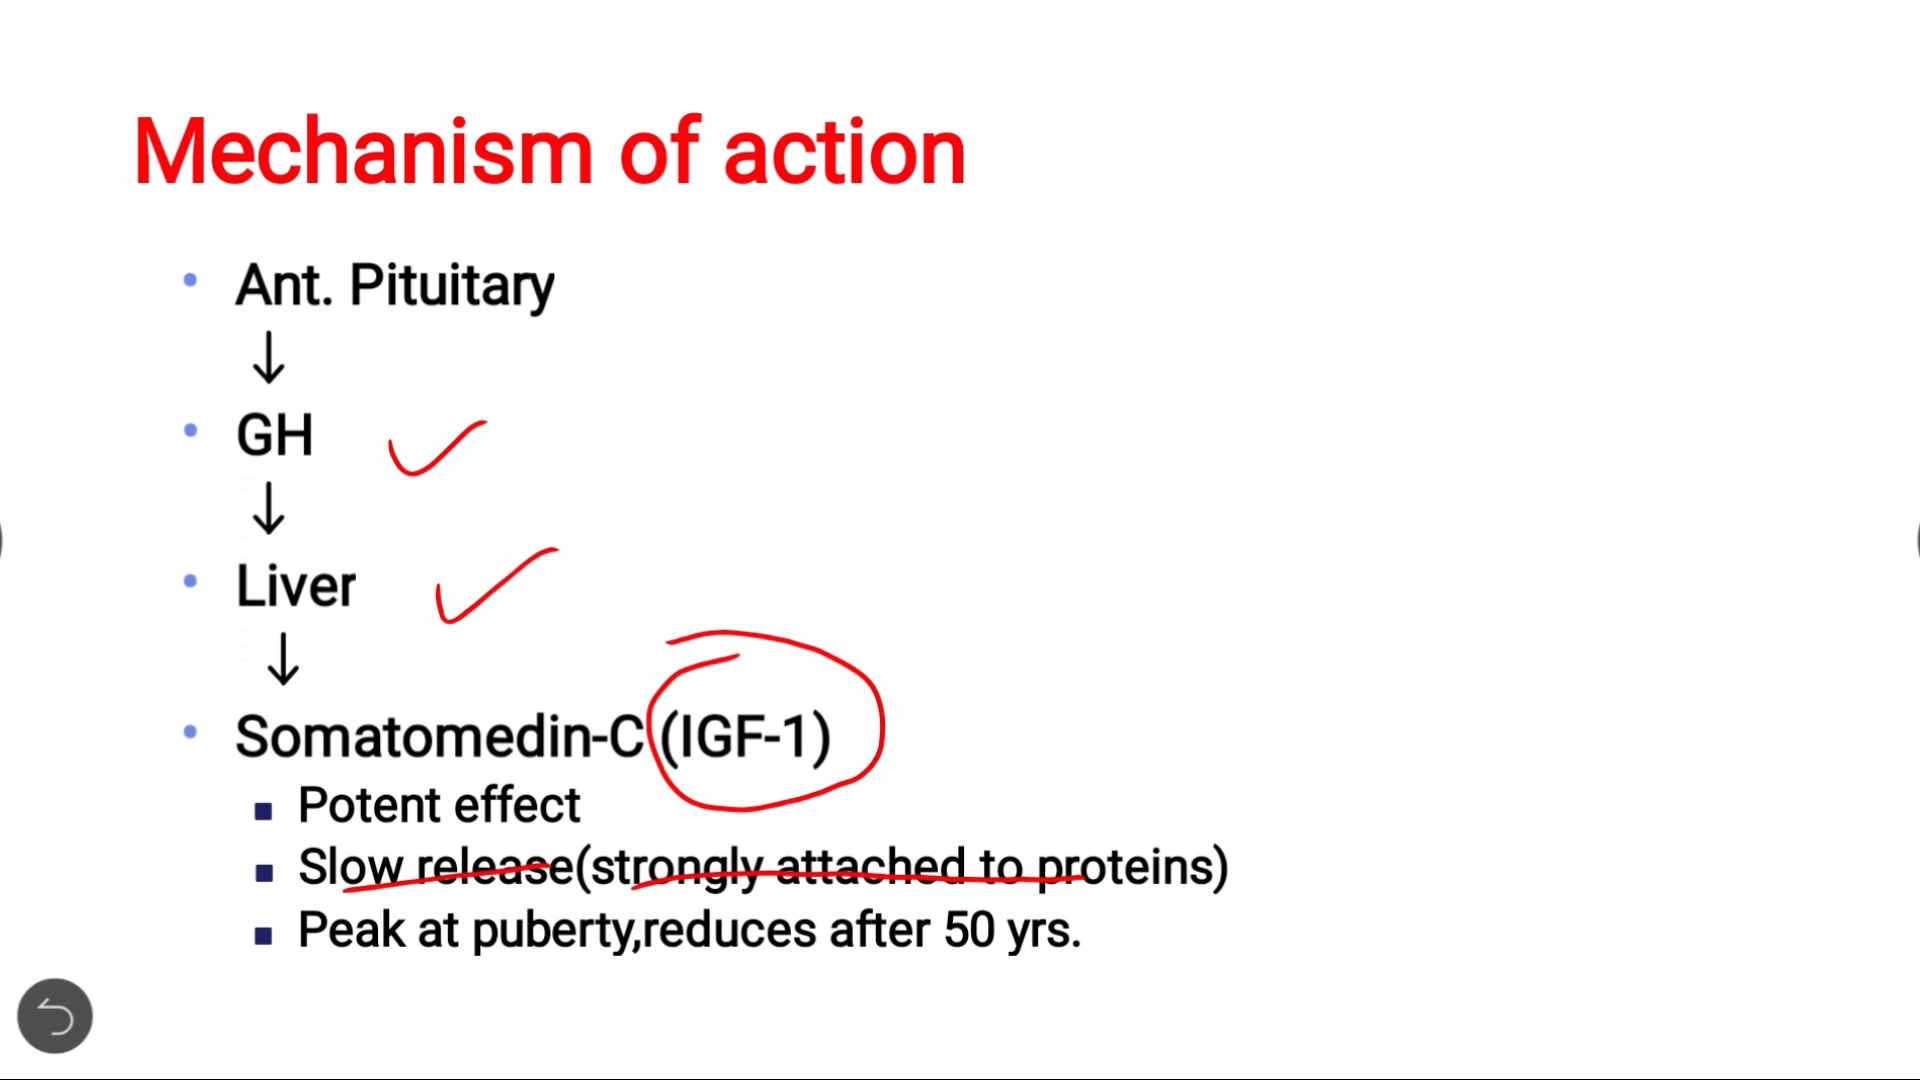 Mechanism of action
• Ant. Pituitary
↓
• GH
↓
• Liver
↓
• Somatomedin-C (IGF-1)
▪ Potent effect
▪ Slow release(strongly attached to proteins)
▪ Peak at puberty,reduces after 50 yrs.